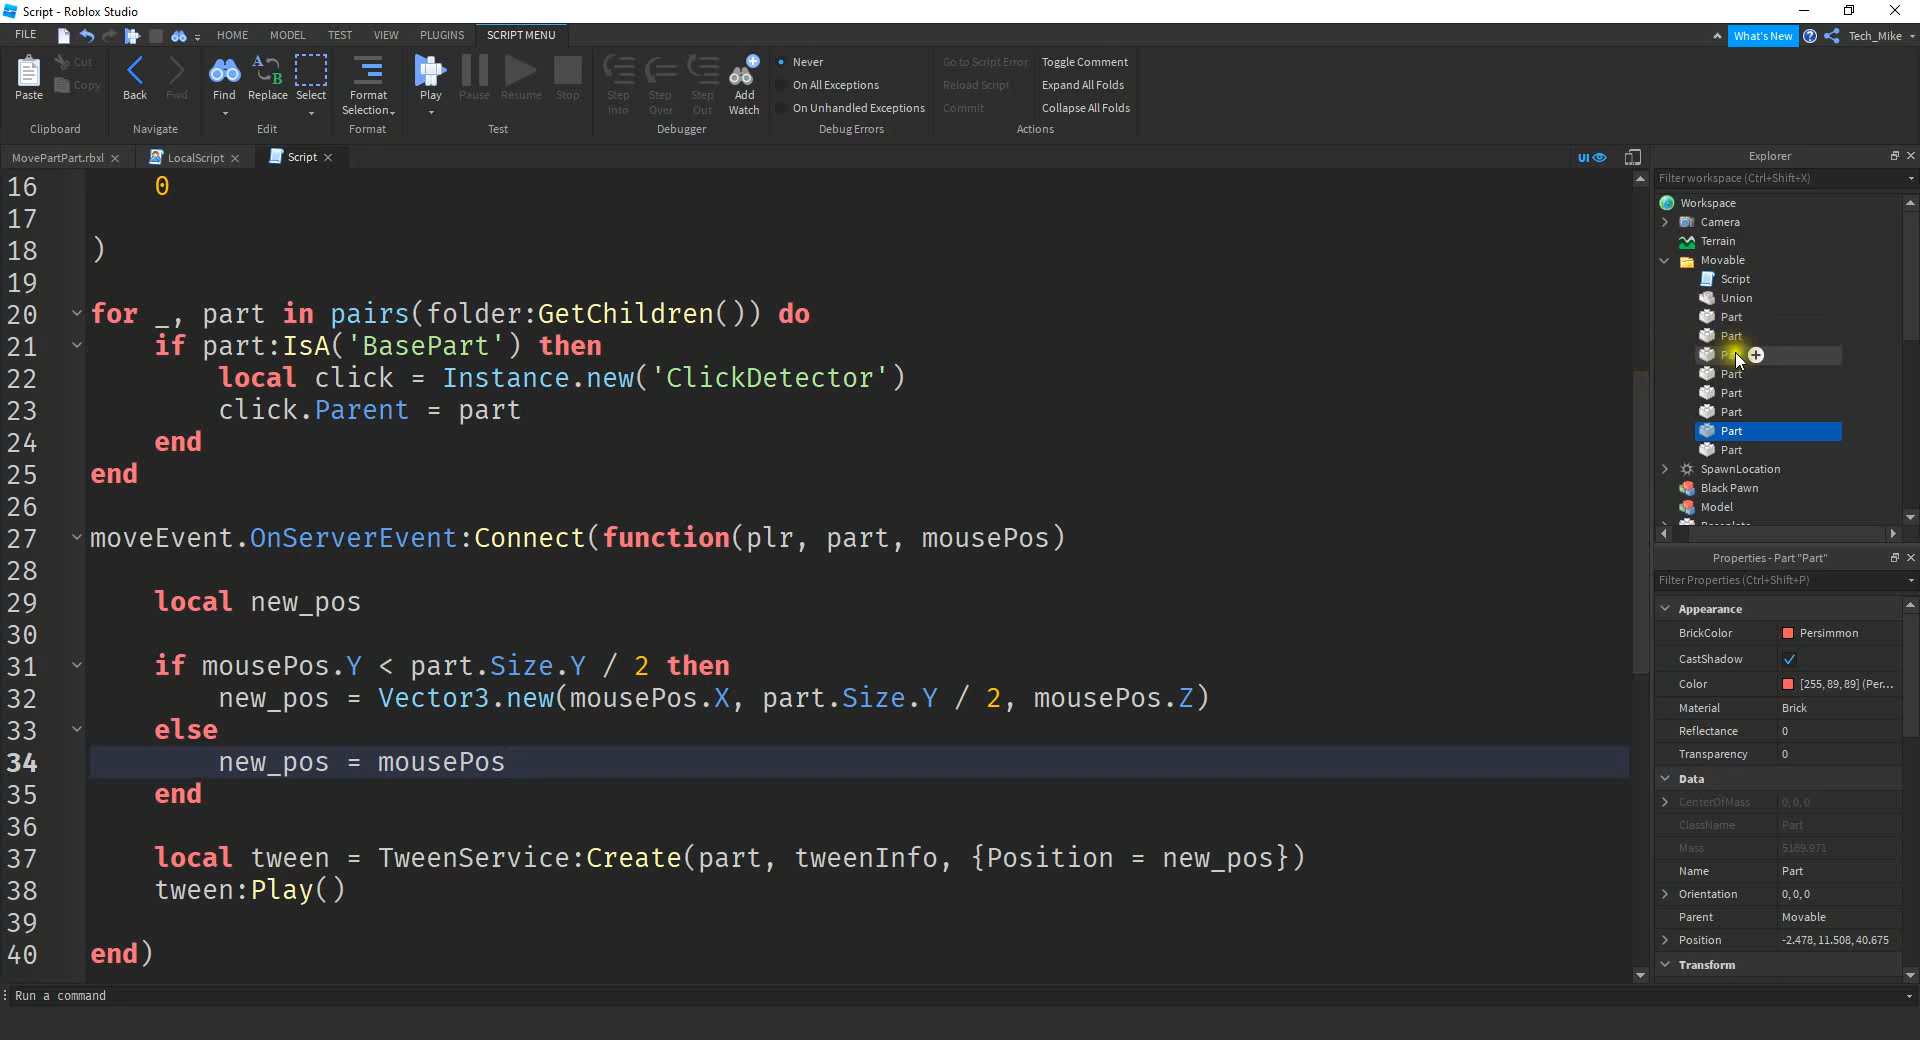 Script - Roblox Studio
FILE HOME MODEL TEST VIEW PLUGINS SCRIPT MENU What's New Tech_Mike
Paste Cut Copy Back Fwd Find Replace Select Format Selection Play Pause Resume Stop Step Into Step Over Step Out Add Watch
Never
On All Exceptions
On Unhandled Exceptions
Go to Script Error
Reload Script
Commit
Toggle Comment
Expand All Folds
Collapse All Folds
Clipboard Navigate Edit Format Test Debugger Debug Errors Actions
MovePartPart.rbxl LocalScript Script UI
16 0
17
18 )
19
20 for _, part in pairs(folder:GetChildren()) do
21 if part:IsA('BasePart') then
22 local click = Instance.new('ClickDetector')
23 click.Parent = part
24 end
25 end
26
27 moveEvent.OnServerEvent:Connect(function(plr, part, mousePos)
28
29 local new_pos
30
31 if mousePos.Y < part.Size.Y / 2 then
32 new_pos = Vector3.new(mousePos.X, part.Size.Y / 2, mousePos.Z)
33 else
34 new_pos = mousePos
35 end
36
37 local tween = TweenService:Create(part, tweenInfo, {Position = new_pos})
38 tween:Play()
39
40 end)
Run a command
Explorer
Filter workspace (Ctrl+Shift+X)
Workspace
Camera
Terrain
Movable
Script
Union
Part
Part
Part
Part
Part
Part
Part
SpawnLocation
Black Pawn
Model
Baseplate
Properties - Part "Part"
Filter Properties (Ctrl+Shift+P)
Appearance
BrickColor Persimmon
CastShadow
Color [255, 89, 89] (Per...
Material Brick
Reflectance 0
Transparency 0
Data
CenterOfMass 0, 0, 0
ClassName Part
Mass 5189.971
Name Part
Orientation 0, 0, 0
Parent Movable
Position -2.478, 11.508, 40.675
Transform